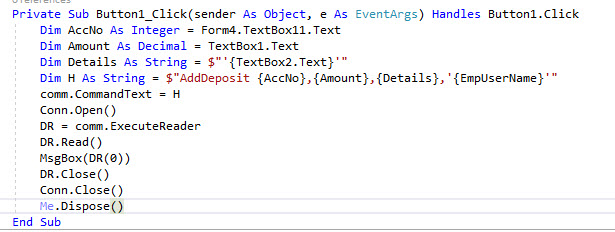 0 references
Private Sub Button1_Click(sender As Object, e As EventArgs) Handles Button1.Click
Dim AccNo As Integer = Form4.TextBox11.Text
Dim Amount As Decimal = TextBox1.Text
Dim Details As String = $"'{TextBox2.Text}'"
Dim H As String = $"AddDeposit {AccNo},{Amount},{Details},'{EmpUserName}'"
comm.CommandText = H
Conn.Open()
DR = comm.ExecuteReader
DR.Read()
MsgBox(DR(0))
DR.Close()
Conn.Close()
Me.Dispose()
End Sub